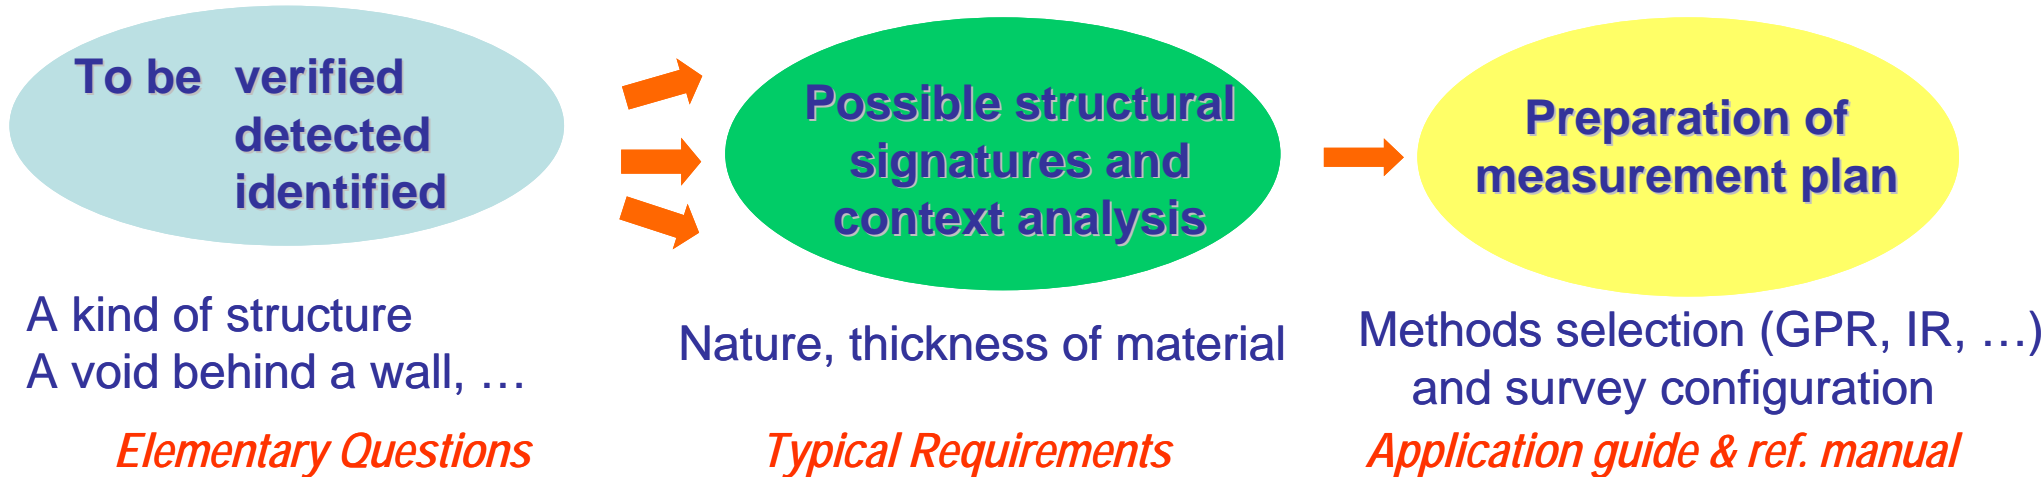 To be verified
detected
identified
Possible structural
signatures and
context analysis
Preparation of
measurement plan
A kind of structure
A void behind a wall, …
Nature, thickness of material
Methods selection (GPR, IR, …)
and survey configuration
Elementary Questions
Typical Requirements
Application guide & ref. manual